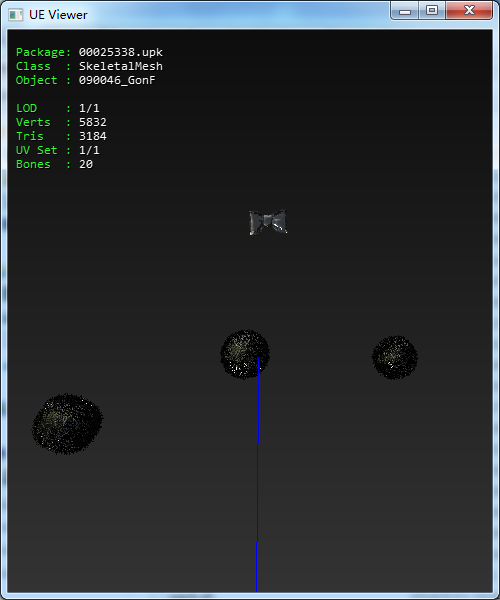 UE Viewer
Package: 00025338.upk
Class  : SkeletalMesh
Object : 090046_GonF
LOD    : 1/1
Verts  : 5832
Tris   : 3184
UV Set : 1/1
Bones  : 20